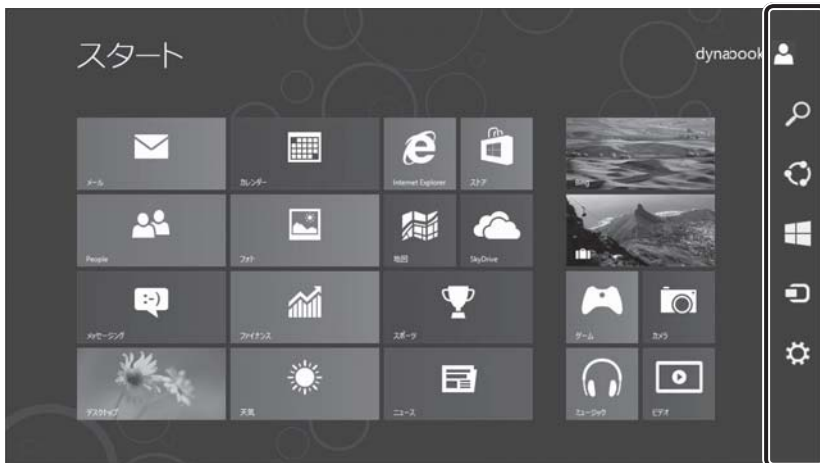 スタート
dynabook
メール
カレンダー
Internet Explorer
ストア
Bing
People
フォト
地図
SkyDrive
メッセージング
ファイナンス
スポーツ
ゲーム
カメラ
デスクトップ
天気
ニュース
ミュージック
ビデオ